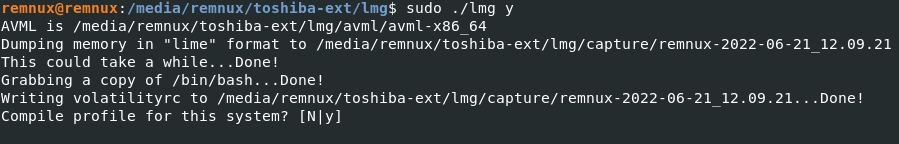 remnux@remnux:/media/remnux/toshiba-ext/lmg$ sudo ./lmg y
AVML is /media/remnux/toshiba-ext/lmg/avml/avml-x86_64
Dumping memory in "lime" format to /media/remnux/toshiba-ext/lmg/capture/remnux-2022-06-21_12.09.21
This could take a while...Done!
Grabbing a copy of /bin/bash...Done!
Writing volatilityrc to /media/remnux/toshiba-ext/lmg/capture/remnux-2022-06-21_12.09.21...Done!
Compile profile for this system? [N|y]